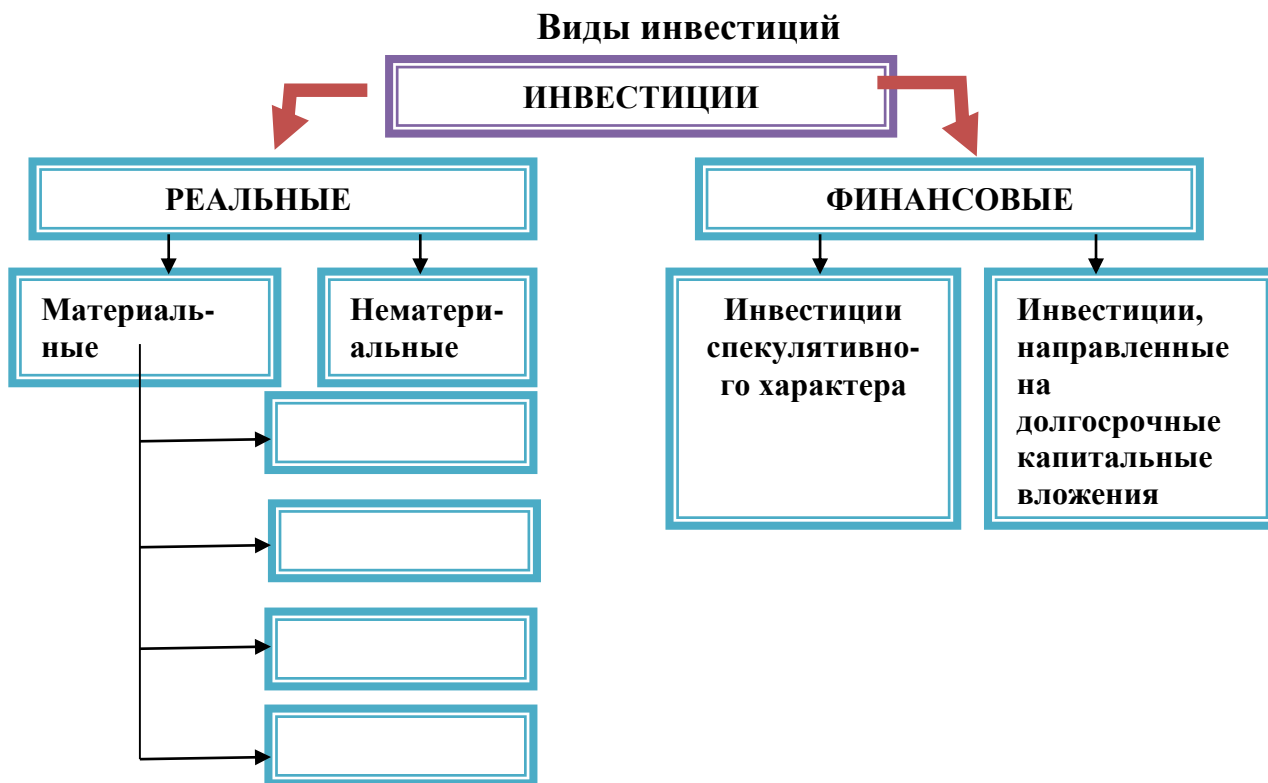 Виды инвестиций
ИНВЕСТИЦИИ
РЕАЛЬНЫЕ
ФИНАНСОВЫЕ
Материаль-
ные
Нематери-
альные
Инвестиции
спекулятивно-
го характера
Инвестиции,
направленные
на
долгосрочные
капитальные
вложения